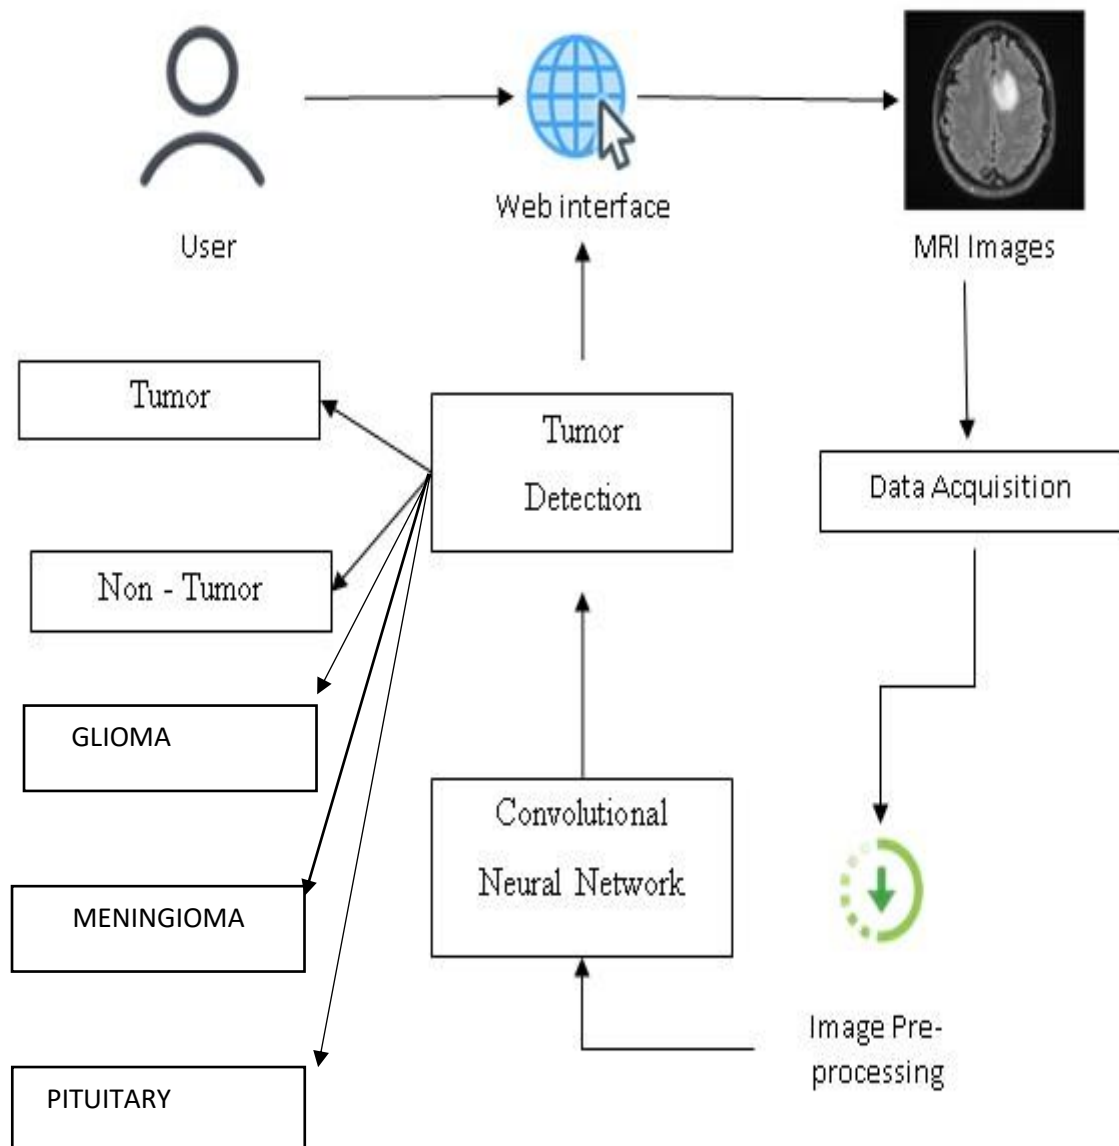 User
Web interface
MRI Images
Tumor
Tumor
Detection
Data Acquisition
Non - Tumor
GLIOMA
Convolutional
Neural Network
MENINGIOMA
Image Pre-
processing
PITUITARY